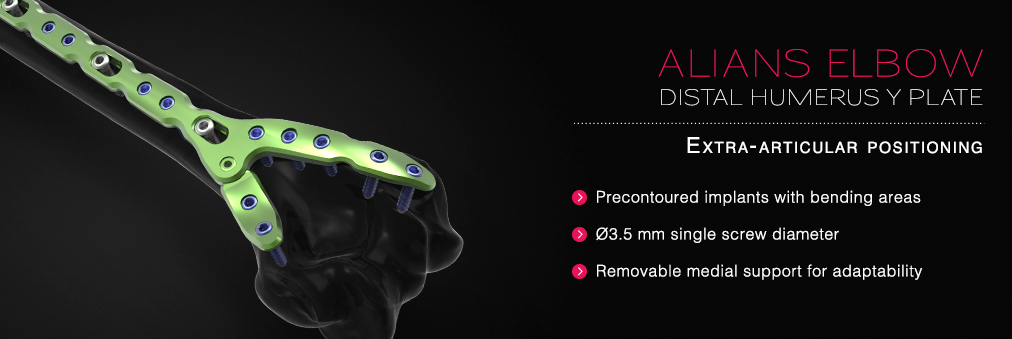 ALIANS ELBOW
DISTAL HUMERUS Y PLATE
Extra-articular positioning
Precontoured implants with bending areas
Ø3.5 mm single screw diameter
Removable medial support for adaptability